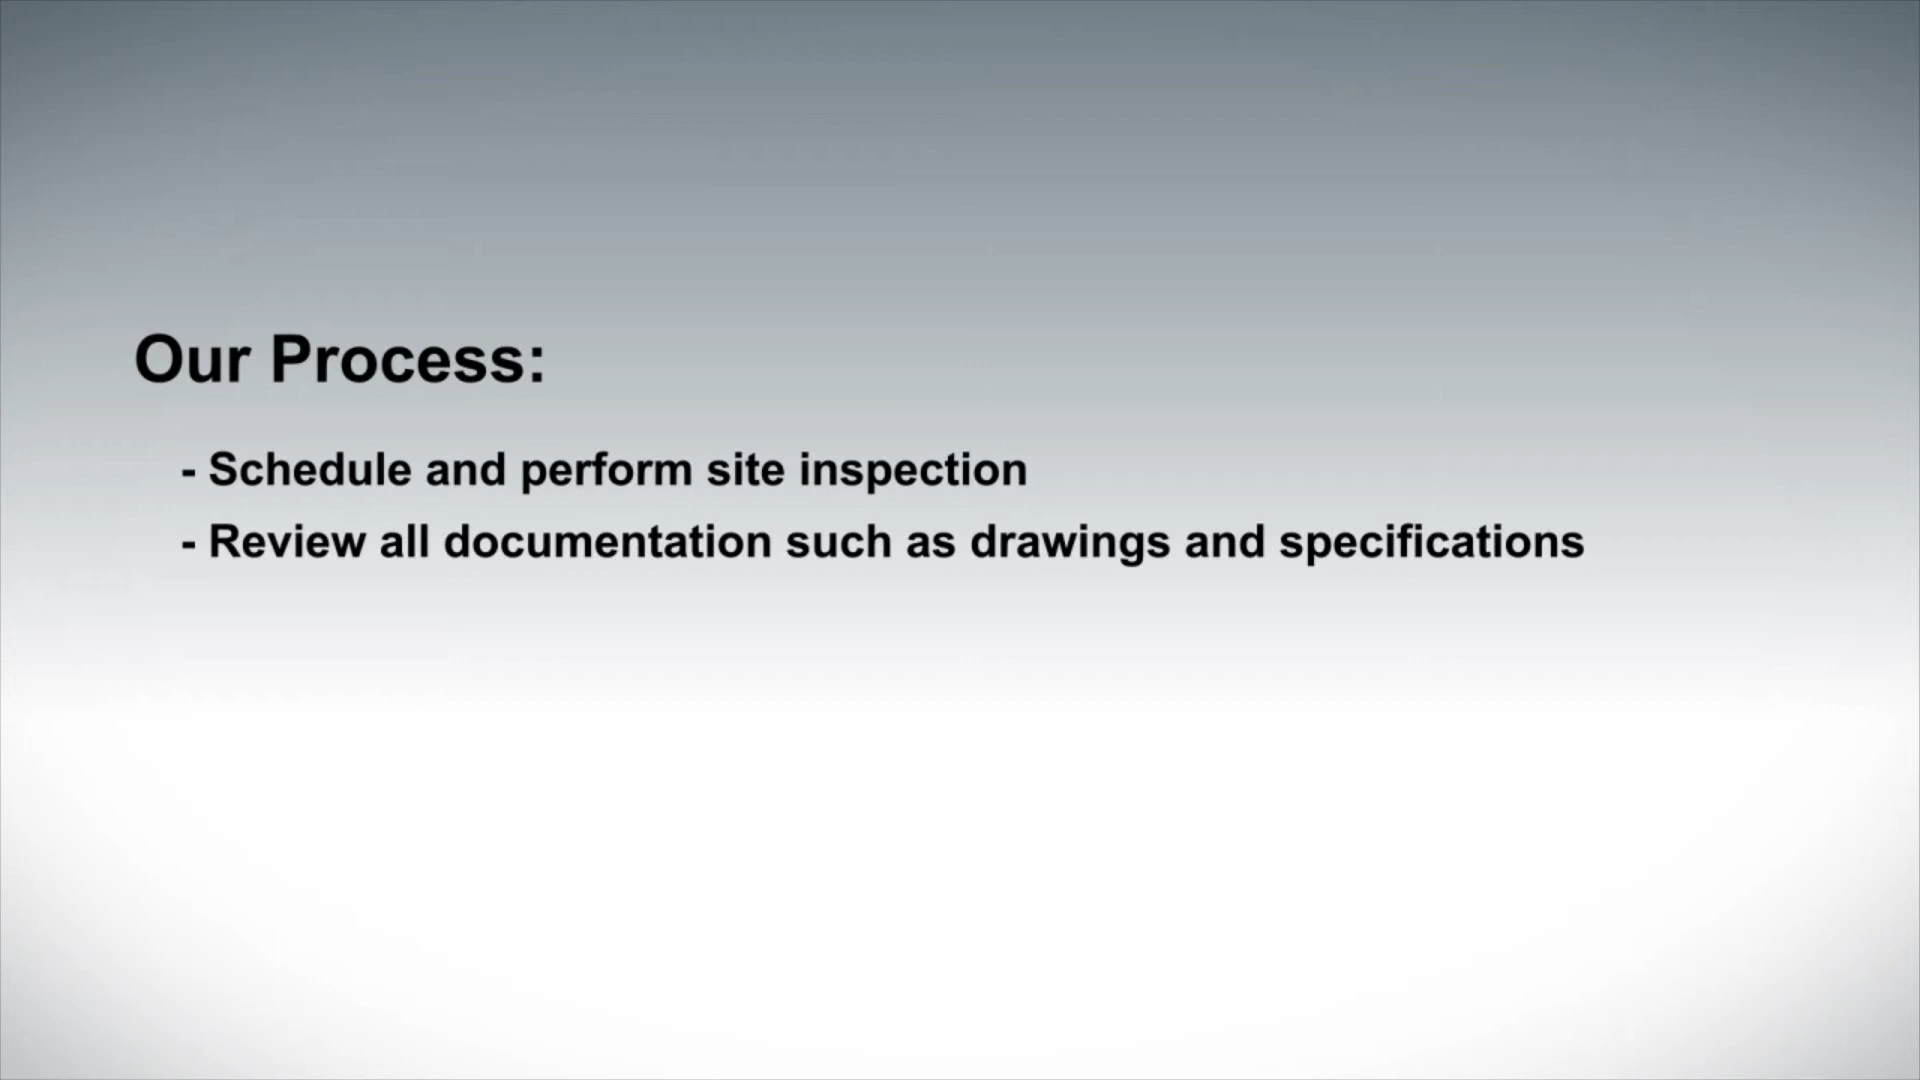 Our Process:
- Schedule and perform site inspection
- Review all documentation such as drawings and specifications